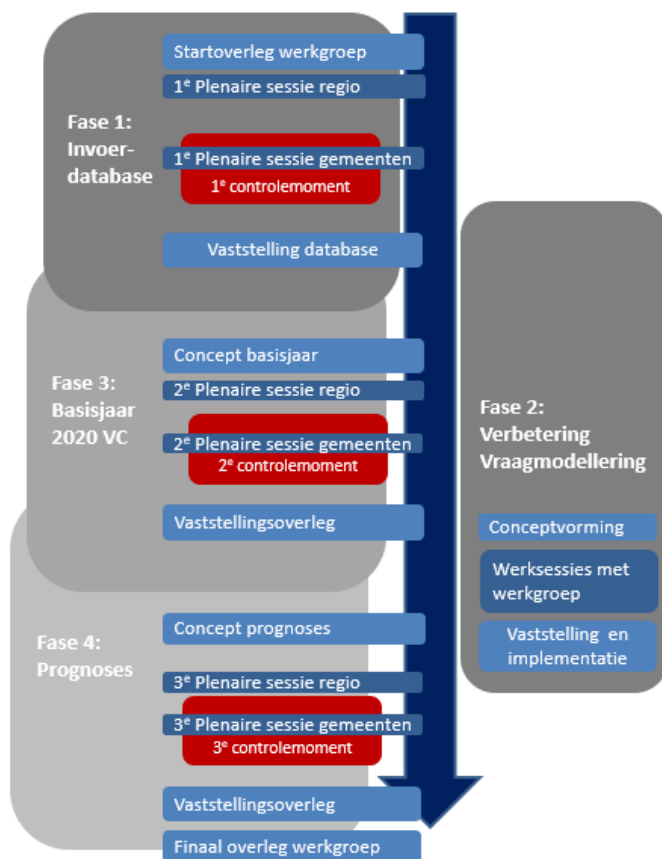 Startoverleg werkgroep
1e Plenaire sessie regio
Fase 1:
Invoer-
database
1e Plenaire sessie gemeenten
1e controlemoment
Vaststelling database
Concept basisjaar
Fase 3:
Basisjaar
2020 VC
2e Plenaire sessie regio
2e Plenaire sessie gemeenten
2e controlemoment
Vaststellingsoverleg
Fase 4:
Prognoses
Concept prognoses
3e Plenaire sessie regio
3e Plenaire sessie gemeenten
3e controlemoment
Vaststellingsoverleg
Finaal overleg werkgroep
Fase 2:
Verbetering
Vraagmodellering
Conceptvorming
Werksessies met
werkgroep
Vaststelling en
implementatie